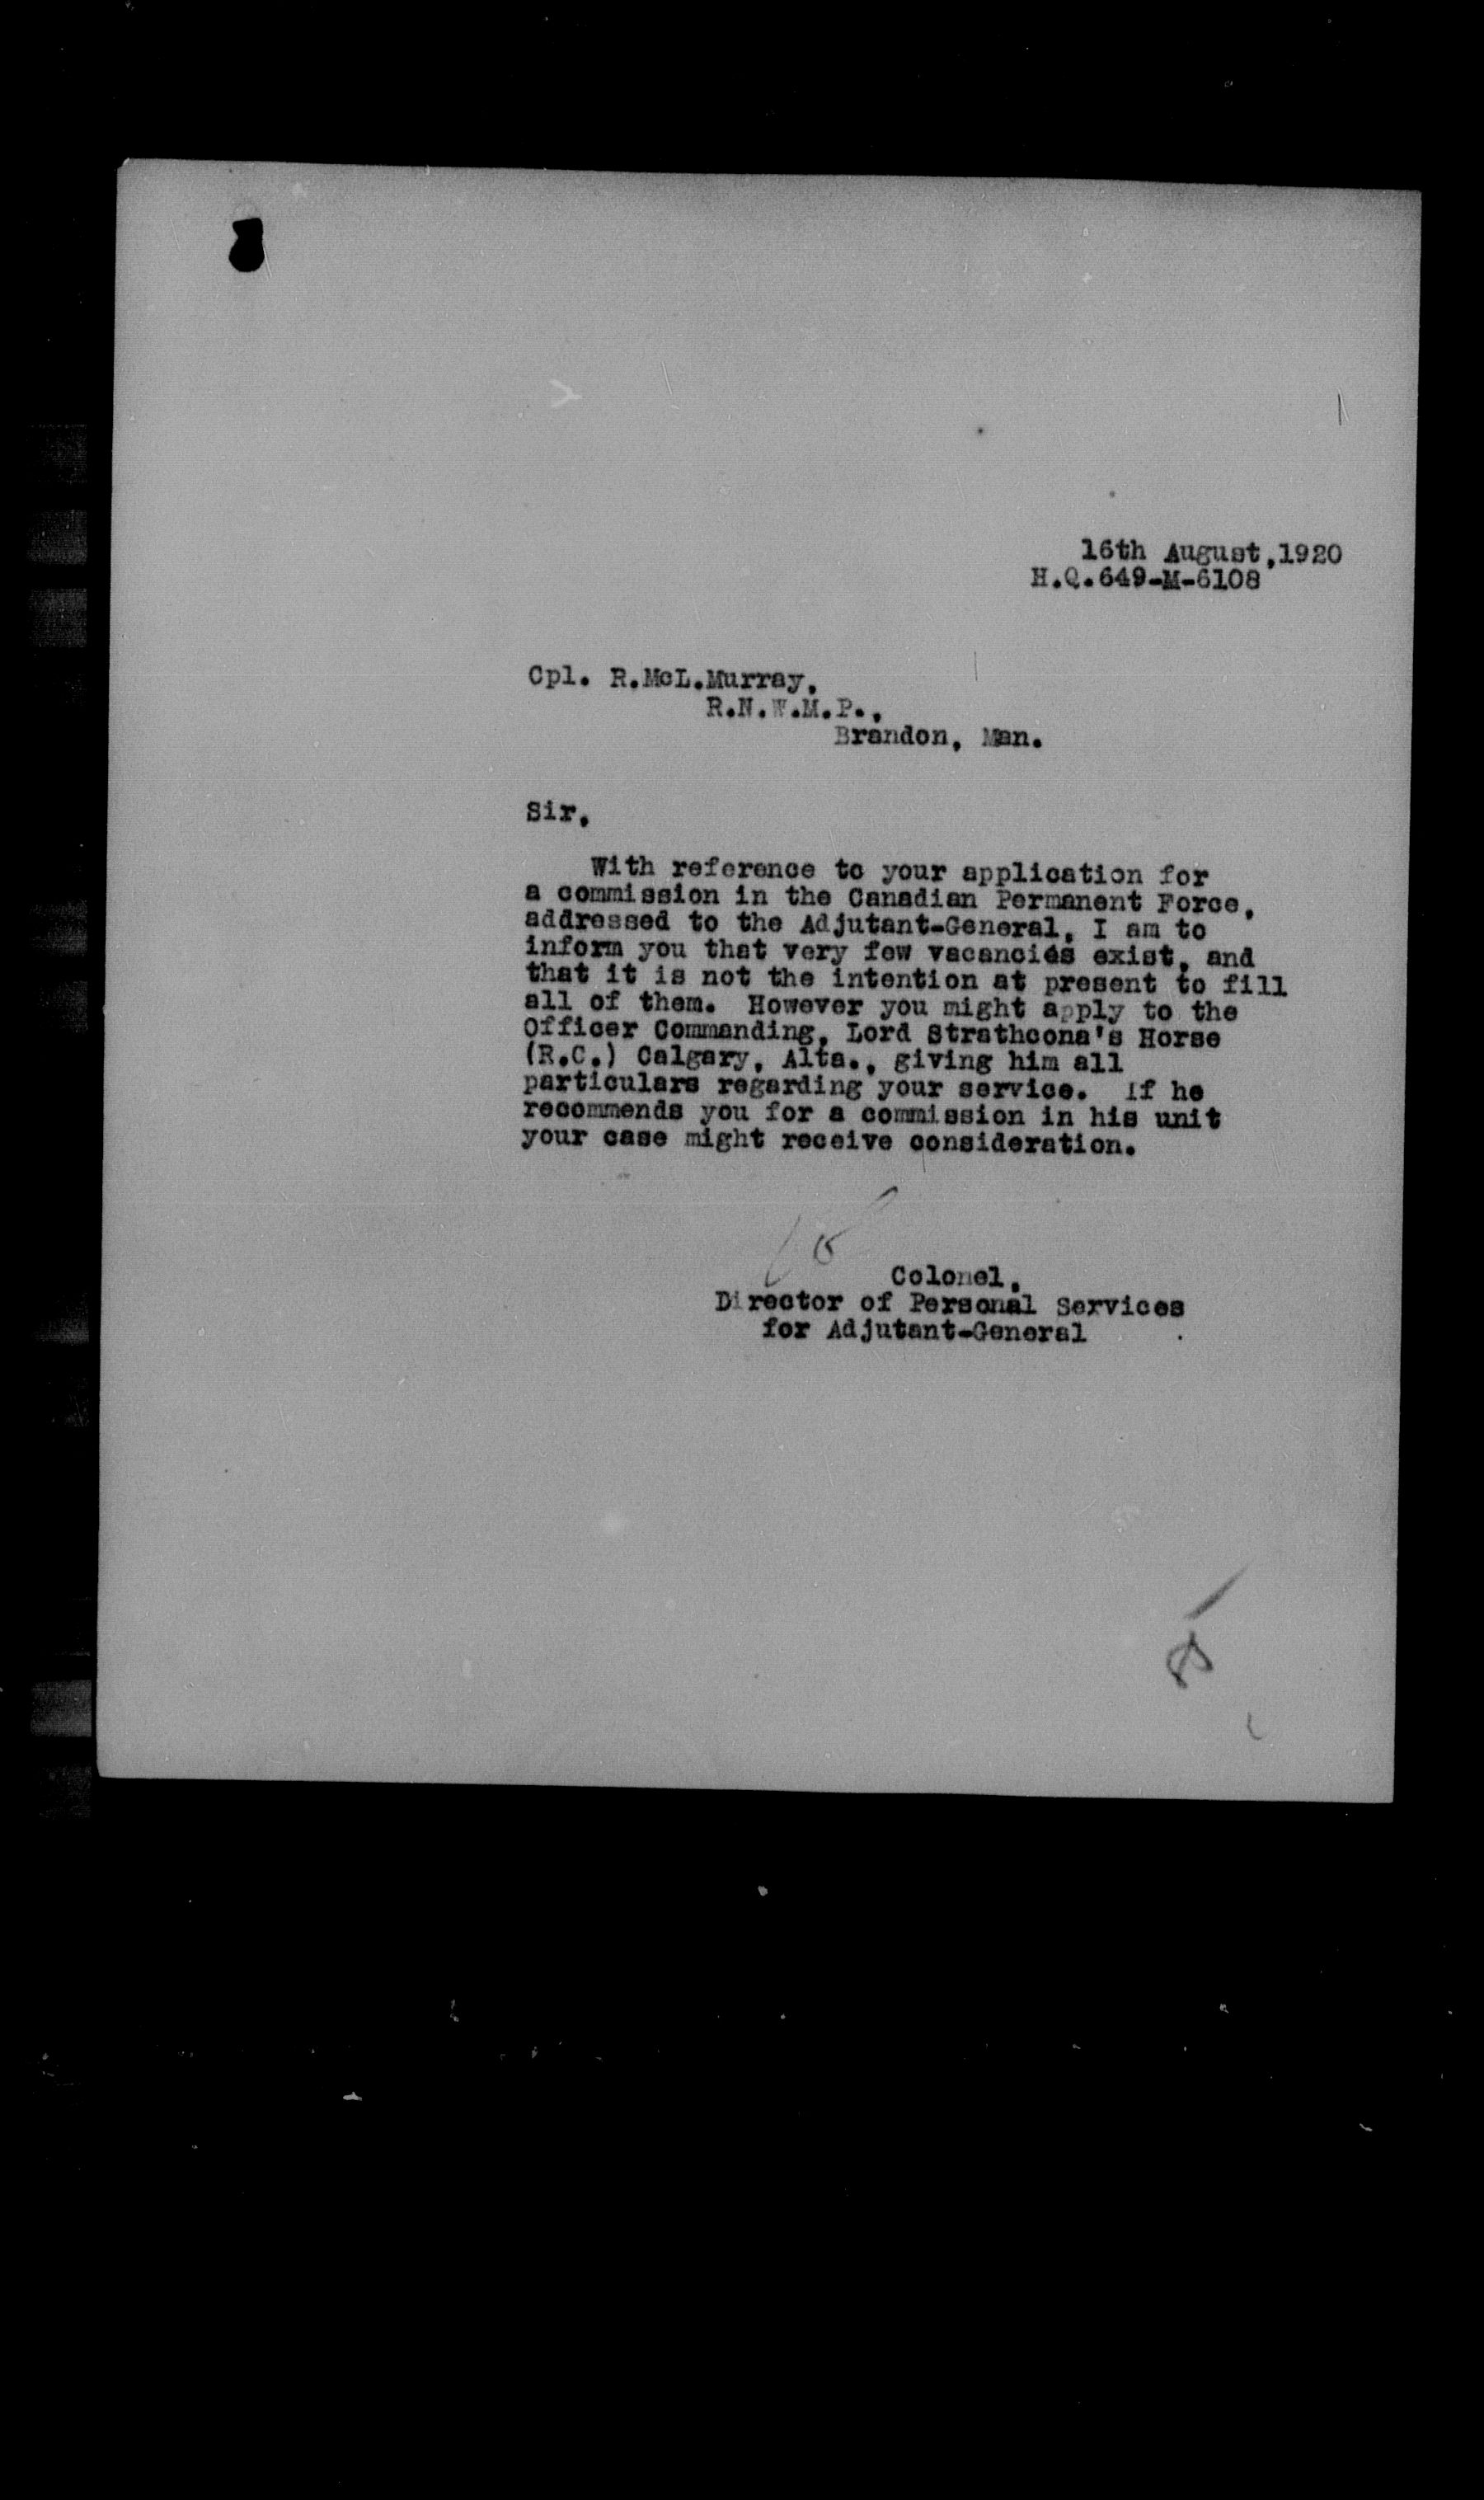 16th August,1920
H.Q.649-M-6108
Cpl. R.McL.Murray,
R.N.W.M.P.,
Brandon, Man.
Sir,
With reference to your application for
a commission in the Canadian Permanent Force,
addressed to the Adjutant-General, I am to
inform you that very few vacancies exist, and
that it is not the intention at present to fill
all of them. However you might apply to the
Officer Commanding, Lord Strathcona's Horse
(R.C.) Calgary, Alta., giving him all
particulars regarding your service. If he
recommends you for a commission in his unit
your case might receive consideration.
Colonel,
Director of Personal Services
for Adjutant-General